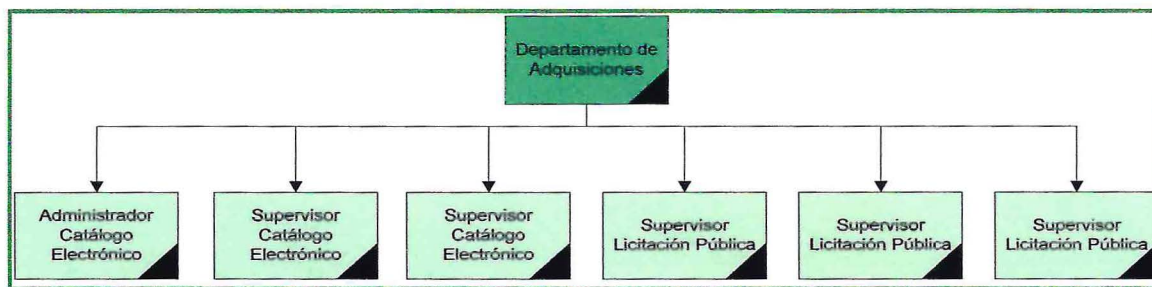 Departamento de
Adquisiciones
Administrador
Catálogo
Electrónico
Supervisor
Catálogo
Electrónico
Supervisor
Catálogo
Electrónico
Supervisor
Licitación Pública
Supervisor
Licitación Pública
Supervisor
Licitación Pública